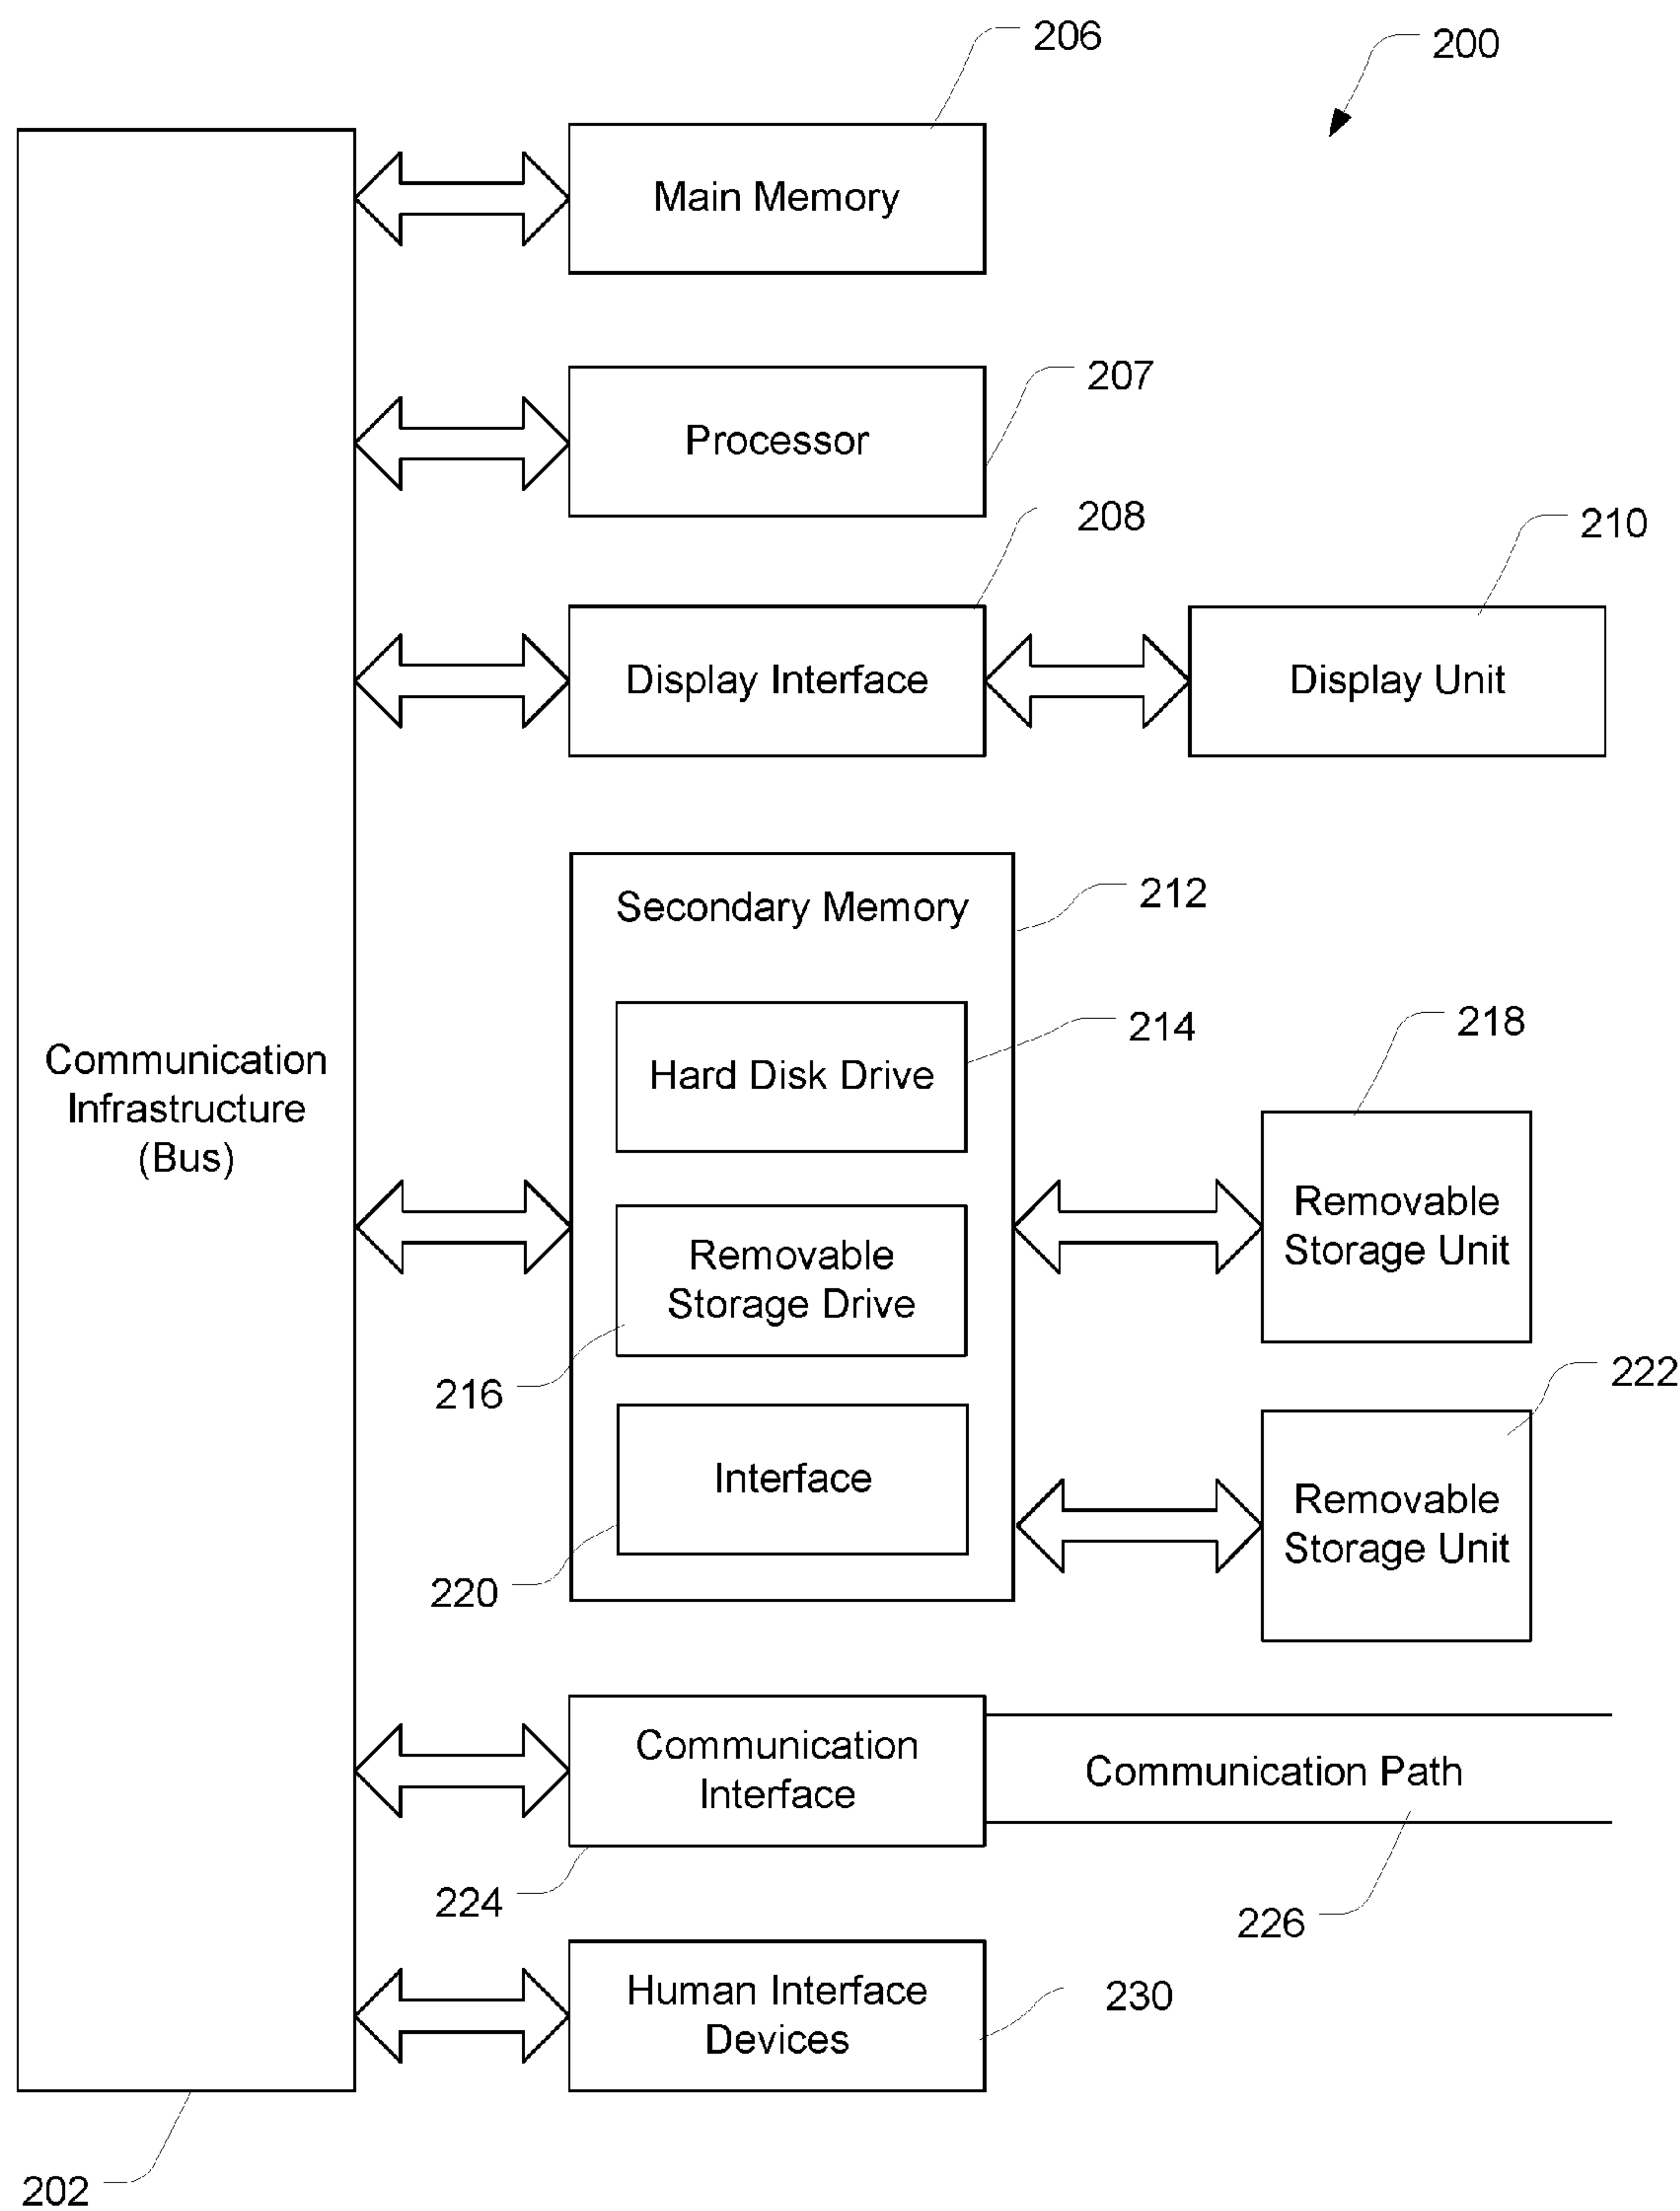 206
200
Main Memory
207
Processor
208
210
Display Interface
Display Unit
212
Secondary Memory
214
Hard Disk Drive
218
Communication
Infrastructure
(Bus)
Removable
Storage Unit
Removable
Storage Drive
216
222
Interface
Removable
Storage Unit
220
Communication
Interface
Communication Path
224
226
Human Interface
Devices
230
202